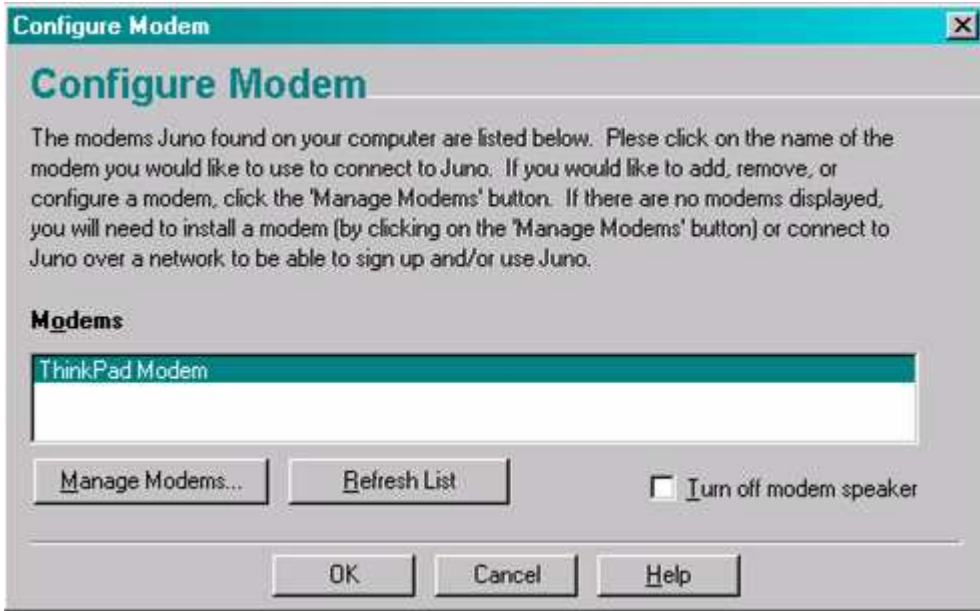 Configure Modem
Configure Modem
The modems Juno found on your computer are listed below. Plese click on the name of the
modem you would like to use to connect to Juno. If you would like to add, remove, or
configure a modem, click the 'Manage Modems' button. If there are no modems displayed,
you will need to install a modem (by clicking on the 'Manage Modems' button) or connect to
Juno over a network to be able to sign up and/or use Juno.
Modems
ThinkPad Modem
Manage Modems... Refresh List Turn off modem speaker
OK Cancel Help